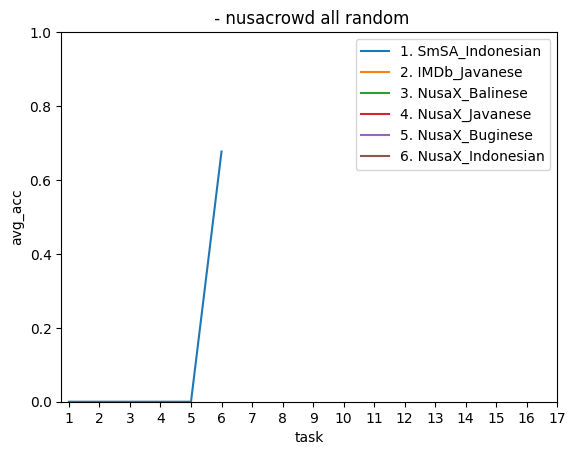 - nusacrowd all random
1.0
0.8
0.6
0.4
0.2
0.0
avg_acc
1. SmSA_Indonesian
2. IMDb_Javanese
3. NusaX_Balinese
4. NusaX_Javanese
5. NusaX_Buginese
6. NusaX_Indonesian
1 2 3 4 5 6 7 8 9 10 11 12 13 14 15 16 17
task